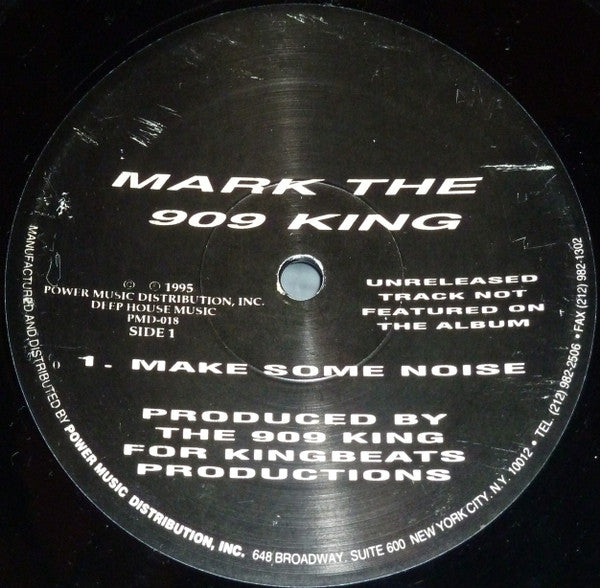 MARK THE
909 KING
© © 1995
POWER MUSIC DISTRIBUTION, INC.
DEEP HOUSE MUSIC
PMD-018
SIDE 1
UNRELEASED
TRACK NOT
FEATURED ON
THE ALBUM
1. MAKE SOME NOISE
PRODUCED BY
THE 909 KING
FOR KINGBEATS
PRODUCTIONS
MANUFACTURED AND DISTRIBUTED BY POWER MUSIC DISTRIBUTION, INC. 648 BROADWAY. SUITE 600 NEW YORK CITY. N.Y. 10012 • TEL. (212) 982-2506 • FAX (212) 982-1302